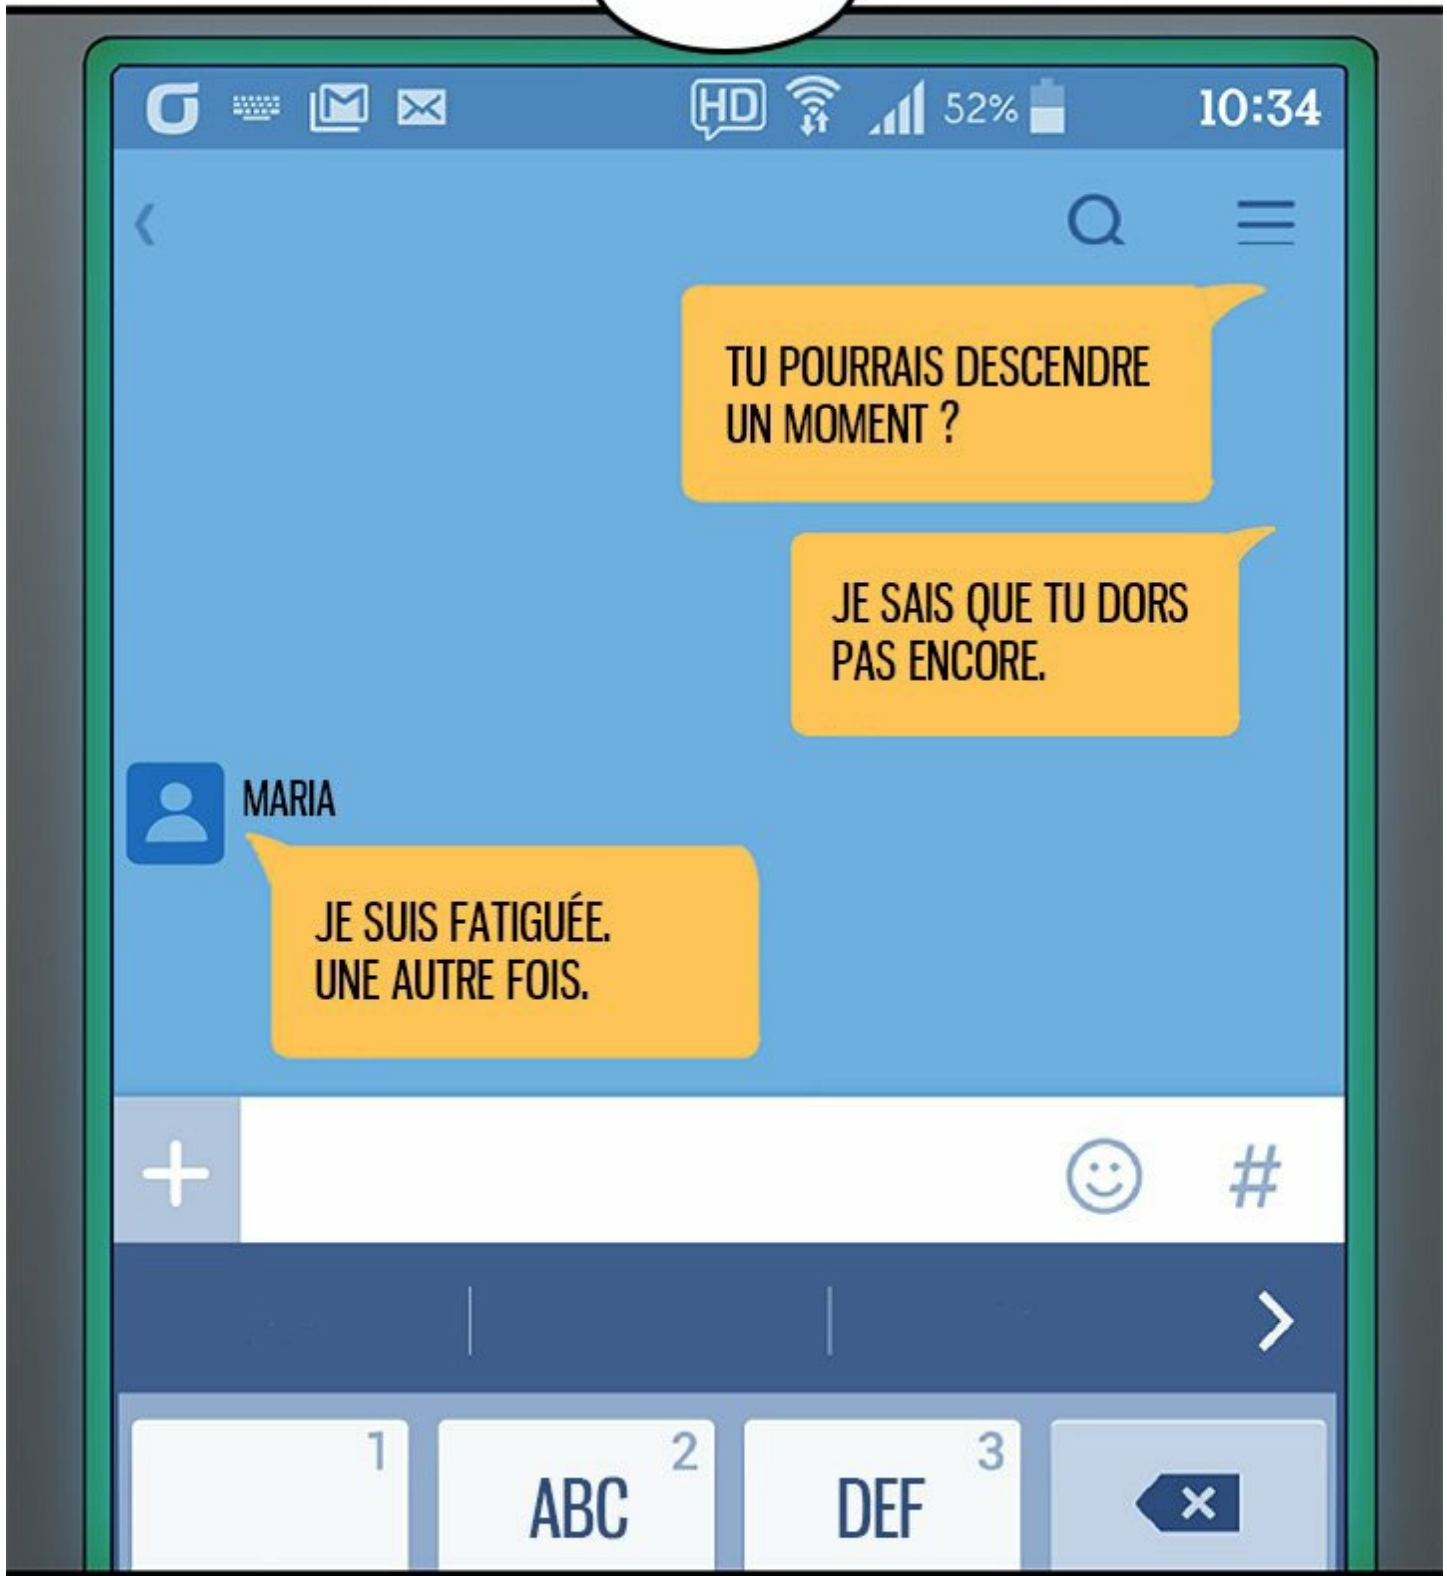 HD 52% 10:34
TU POURRAIS DESCENDRE
UN MOMENT ?
JE SAIS QUE TU DORS
PAS ENCORE.
MARIA
JE SUIS FATIGUÉE.
UNE AUTRE FOIS.
#
1 2 3
ABC DEF